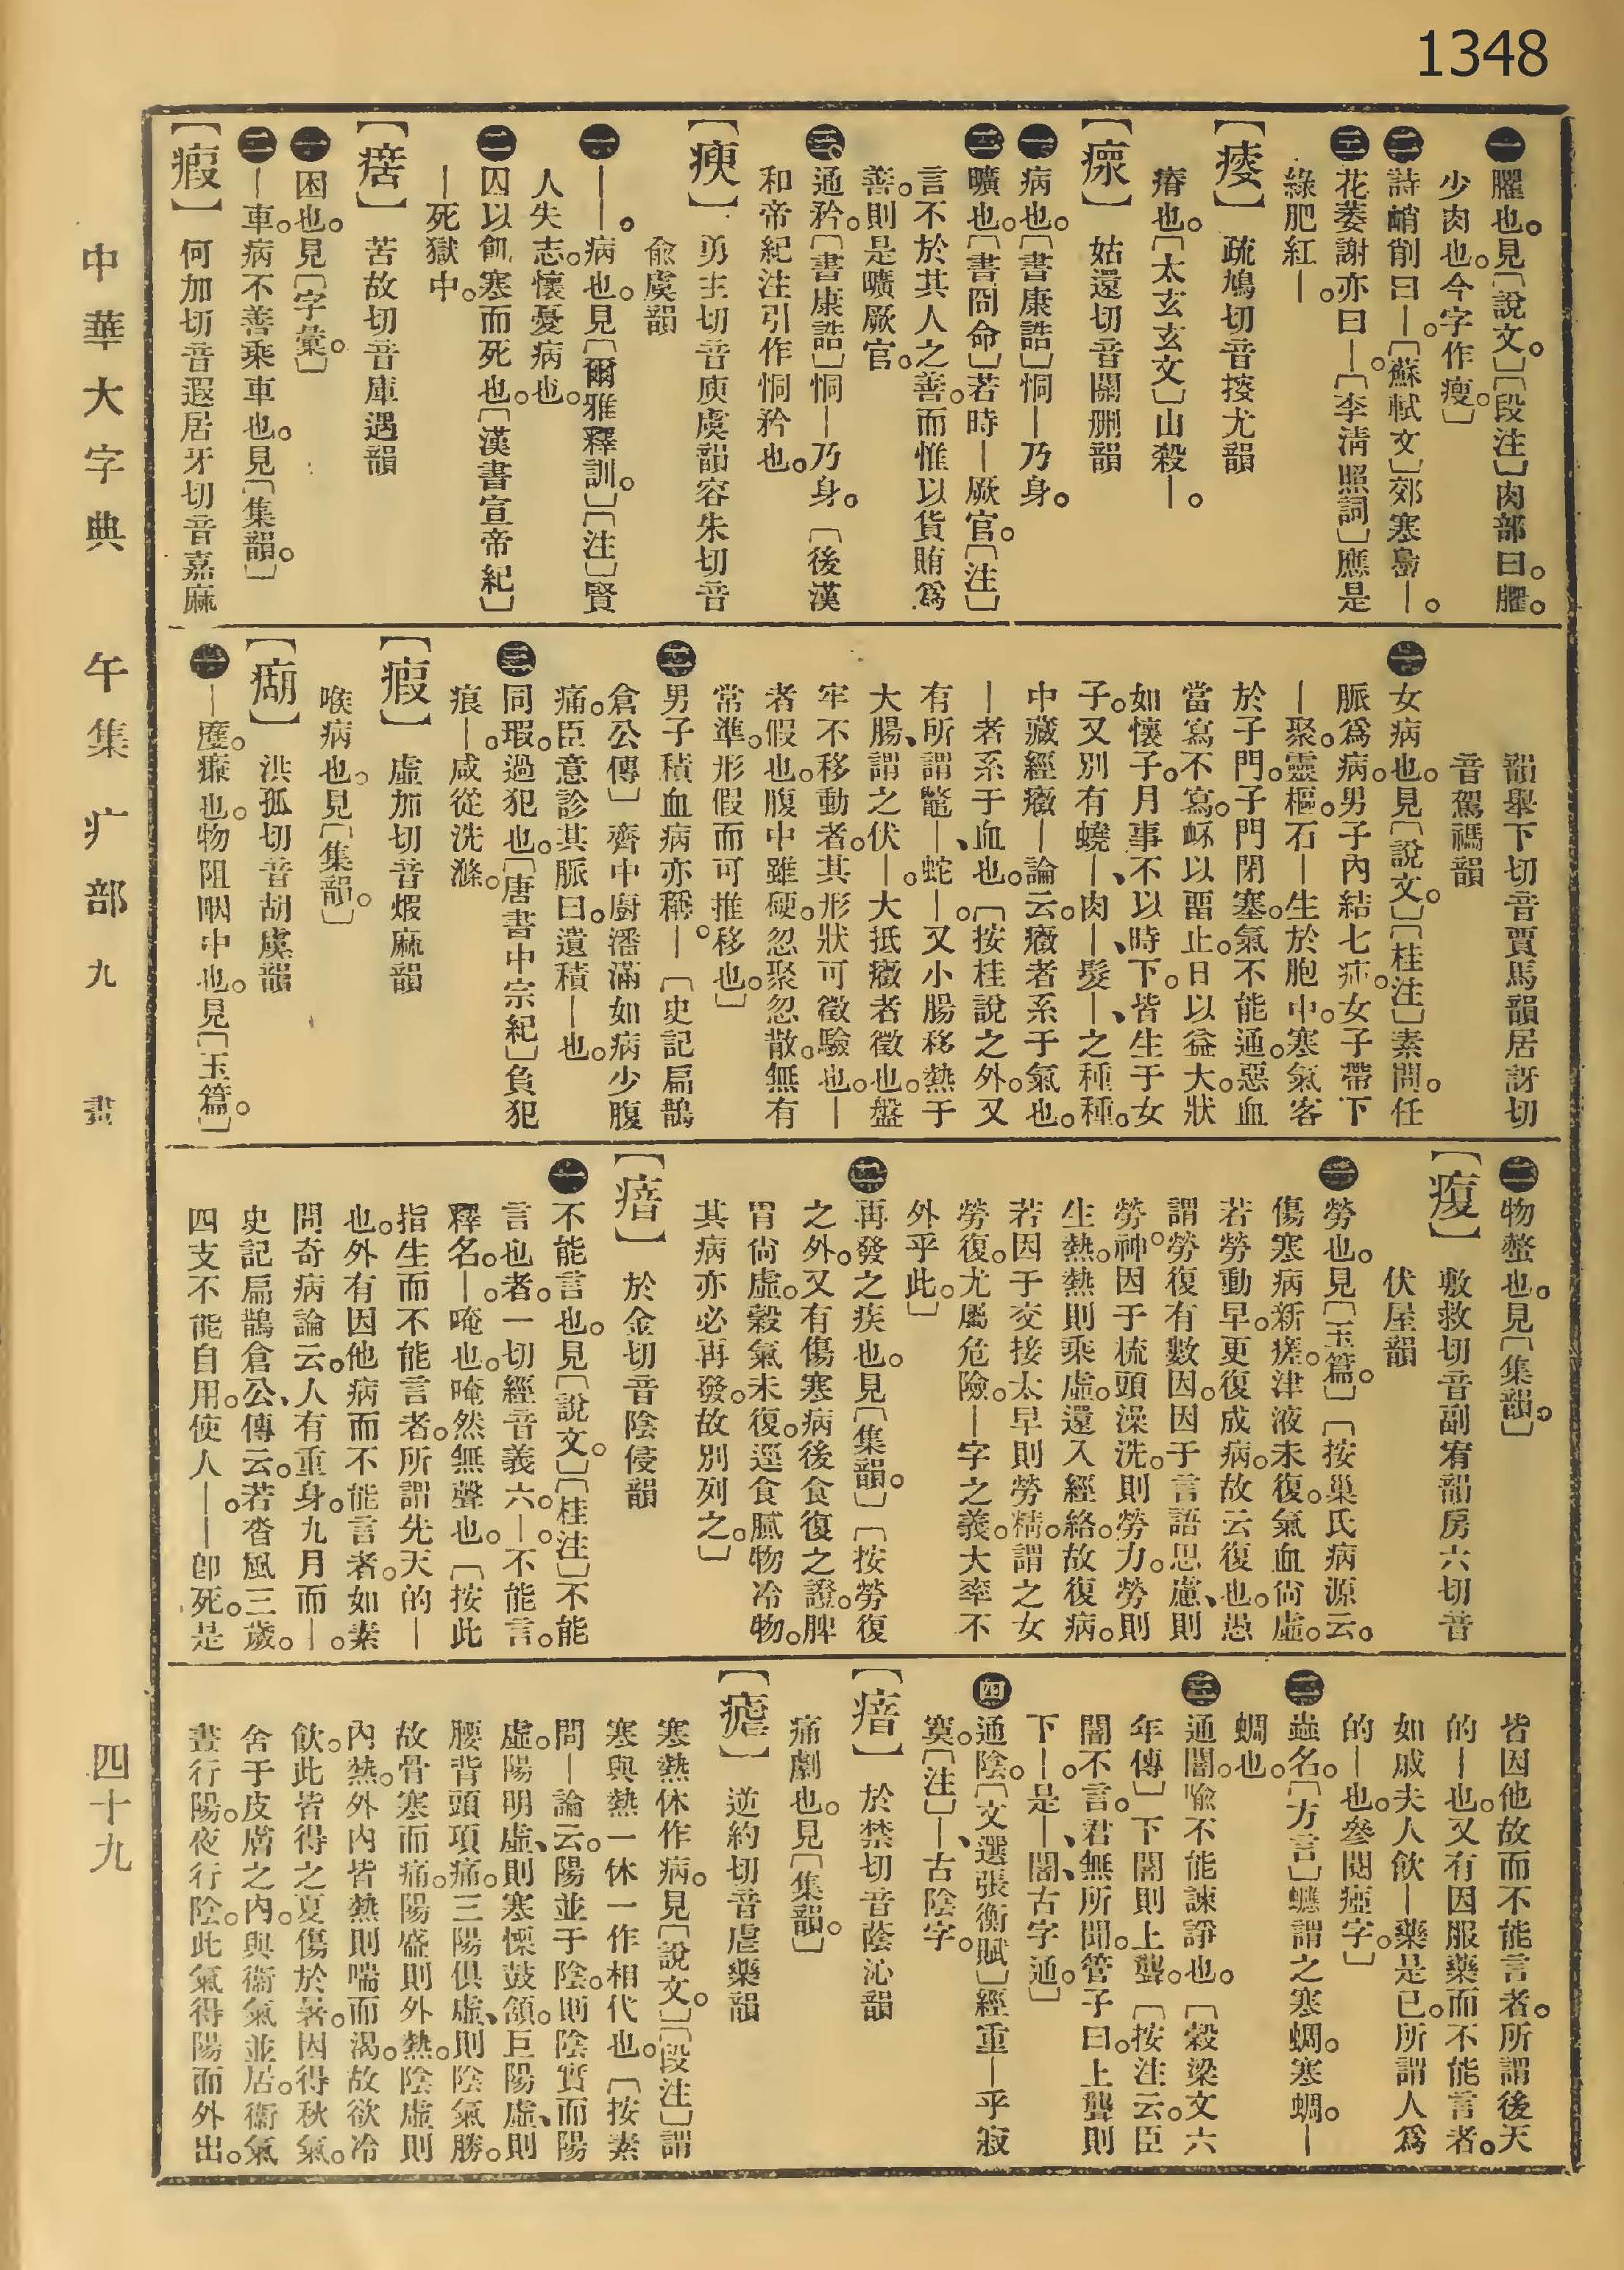 1348
㊀臞也。見〔說文。〕〔段注〕肉部曰。臞。
少肉也。今字作瘦。〕
㊁詩峭削曰｜。〔蘇軾文〕郊寒島｜。
㊂花萎謝亦曰｜。〔李淸照詞〕應是
綠肥紅｜。
【㾞】疏鳩切音搜尤韻
瘠也。〔太玄玄文〕山殺｜。
【瘝】姑還切音關刪韻
㊀病也。〔書康誥〕恫｜乃身。
㊁曠也。〔書冏命〕若時｜厥官。〔注〕
言不於其人之善。而惟以貨賄爲
善。則是曠厥官。
㊂通矜。〔書康誥〕恫｜乃身。〔後漢
和帝紀注引作恫矜也。
【瘐】勇主切音庾麌韻容朱切音
兪虞韻
㊀｜｜。病也。見〔爾雅釋訓。〕〔注〕賢
人失志。懷憂病也。
㊁囚以飢寒而死也。〔漢書宣帝紀〕
｜死獄中。
【㾧】苦故切音庫遇韻
㊀困也。見〔字彙。〕
㊁｜車。病不善乘車也。見〔集韻。〕
【瘕】何加切音遐居牙切音嘉麻
韻舉下切音賈馬韻居訝切
音駕禡韻
㊀女病也。見〔說文。〕〔桂注〕素問。任
脈爲病。男子內結七疝。女子帶下
｜聚。靈樞。石｜生於胞中。寒氣客
於子門。子門閉塞。氣不能通。惡血
當寫不寫。衃以畱止。日以益大。狀
如懷子。月事不以時下。皆生于女
子。又別有蟯｜、肉｜、髮｜、之種種。
中藏經癥｜論云。癥者系于氣也。
｜者系于血也。〔按桂說之外。又
有所謂鼈｜、蛇｜。又小腸移熱于
大腸、謂之伏｜。大抵癥者徵也。盤
牢不移動者。其形狀可徵驗也。｜
者假也。腹中雖硬。忽聚忽散。無有
常準。形假而可推移也。〕
㊁男子積血病亦稱｜。〔史記扁鵲
倉公傳〕齊中廚潘滿如病少腹
痛。臣意診其脈曰。遺積｜也。
㊂同瑕。過犯也。〔唐書中宗紀〕負犯
痕｜。咸從洗滌。
【瘕】虛加切音煆麻韻
喉病也。見〔集韻。〕
【㾰】洪孤切音胡虞韻
㊀｜㾾。癡也。物阻咽中也。見〔玉篇。〕
㊁物螫也。見〔集韻。〕
【㾺】敷救切音副宥韻房六切音
伏屋韻
㊀勞也。見〔玉篇。〕〔按巢氏病源云。
傷寒病新瘥。津液未復。氣血尙虛。
若勞動早。更復成病。故云復也。愚
謂勞復有數因。因于言語思慮、則
勞神。因于梳頭澡洗。則勞力。勞則
生熱。熱則乘虛。還入經絡。故復病。
若因于交接太早則勞精。謂之女
勞復。尤屬危險。｜字之義。大率不
外乎此。〕
㊁再發之疾也。見〔集韻。〕〔按勞復
之外。又有傷寒病後食復之證。脾
胃尙虛。穀氣未復。逕食膩物冷物。
其病亦必再發。故別列之。〕
【瘖】於金切音陰侵韻
㊀不能言也。見〔說文。〕〔桂注〕不能
言也者。一切經音義六。｜。不能言。
釋名。｜。唵也。唵然無聲也。〔按此
指生而不能言者。所謂先天的｜
也。外有因他病而不能言者。如素
問奇病論云。人有重身。九月而｜。
史記扁鵲倉公、傳云。若沓風三歲。
四支不能自用。使人｜。｜卽死。是
皆因他故而不能言者。所謂後天
的｜也。又有因服藥而不能言者。
如戚夫人飮｜藥是已。所謂人爲
的｜也。參閱瘂字。〕
㊁蟲名。〔方言〕蟪謂之寒蜩。寒蜩。｜
蜩也。
㊂通闇。喩不能諫諍也。〔穀梁文六
年傳〕下闇則上聾。〔按注云。臣
闇不言。君無所聞。管子曰。上聾則
下｜。是｜、闇、古字通。〕
㊃通陰。〔文選張衡賦〕經重｜乎寂
寞。〔注〕｜、古陰字。
【瘖】於禁切音蔭沁韻
痛劇也。見〔集韻。〕
【瘧】逆約切音虐藥韻
寒熱休作病。見〔說文。〕〔段注〕謂
寒與熱一休一作相代也。〔按素
問｜論云。陽並于陰。則陰實而陽
虛。陽明虛、則寒慄鼓頷。巨陽虛、則
腰背頭項痛。三陽俱虛、則陰氣勝。
故骨寒而痛。陽盛則外熱。陰虛則
內熱。外內皆熱則喘而渴。故欲冷
飮。此皆得之夏傷於暑。因得秋氣。
舍于皮膚之內。與衞氣並居。衞氣
晝行陽。夜行陰。此氣得陽而外出。
中華大字典 午集 疒部 九畫 四十九